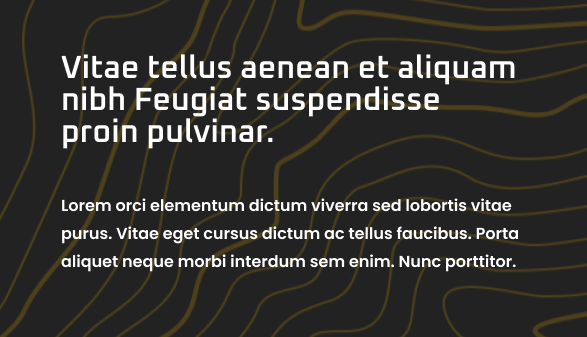 Vitae tellus aenean et aliquam
nibh Feugiat suspendisse
proin pulvinar.
Lorem orci elementum dictum viverra sed lobortis vitae
purus. Vitae eget cursus dictum ac tellus faucibus. Porta
aliquet neque morbi interdum sem enim. Nunc porttitor.